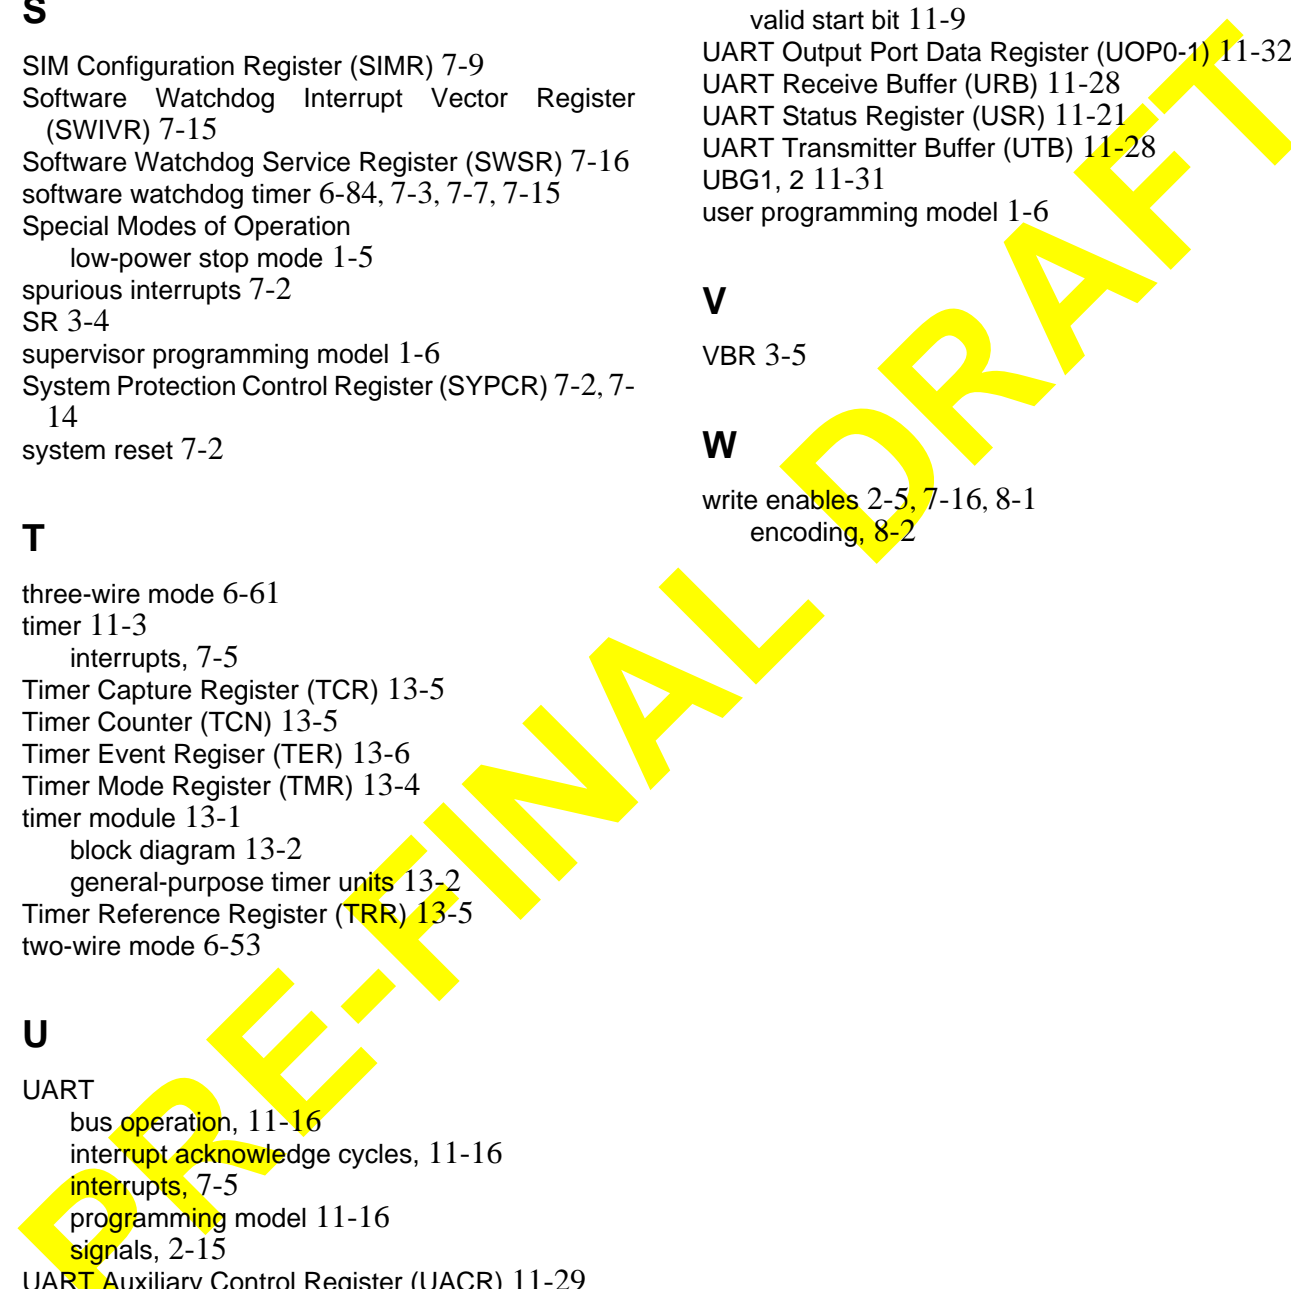 S
SIM Configuration Register (SIMR) 7-9
Software Watchdog Interrupt Vector Register
(SWIVR) 7-15
Software Watchdog Service Register (SWSR) 7-16
software watchdog timer 6-84, 7-3, 7-7, 7-15
Special Modes of Operation
low-power stop mode 1-5
spurious interrupts 7-2
SR 3-4
supervisor programming model 1-6
System Protection Control Register (SYPCR) 7-2, 7-
14
system reset 7-2
T
three-wire mode 6-61
timer 11-3
interrupts, 7-5
Timer Capture Register (TCR) 13-5
Timer Counter (TCN) 13-5
Timer Event Regiser (TER) 13-6
Timer Mode Register (TMR) 13-4
timer module 13-1
block diagram 13-2
general-purpose timer units 13-2
Timer Reference Register (TRR) 13-5
two-wire mode 6-53
U
UART
bus operation, 11-16
interrupt acknowledge cycles, 11-16
interrupts, 7-5
programming model 11-16
signals, 2-15
UART Auxiliary Control Register (UACR) 11-29
valid start bit 11-9
UART Output Port Data Register (UOP0-1) 11-32
UART Receive Buffer (URB) 11-28
UART Status Register (USR) 11-21
UART Transmitter Buffer (UTB) 11-28
UBG1, 2 11-31
user programming model 1-6
V
VBR 3-5
W
write enables 2-5, 7-16, 8-1
encoding, 8-2
PRE-FINAL DRAFT